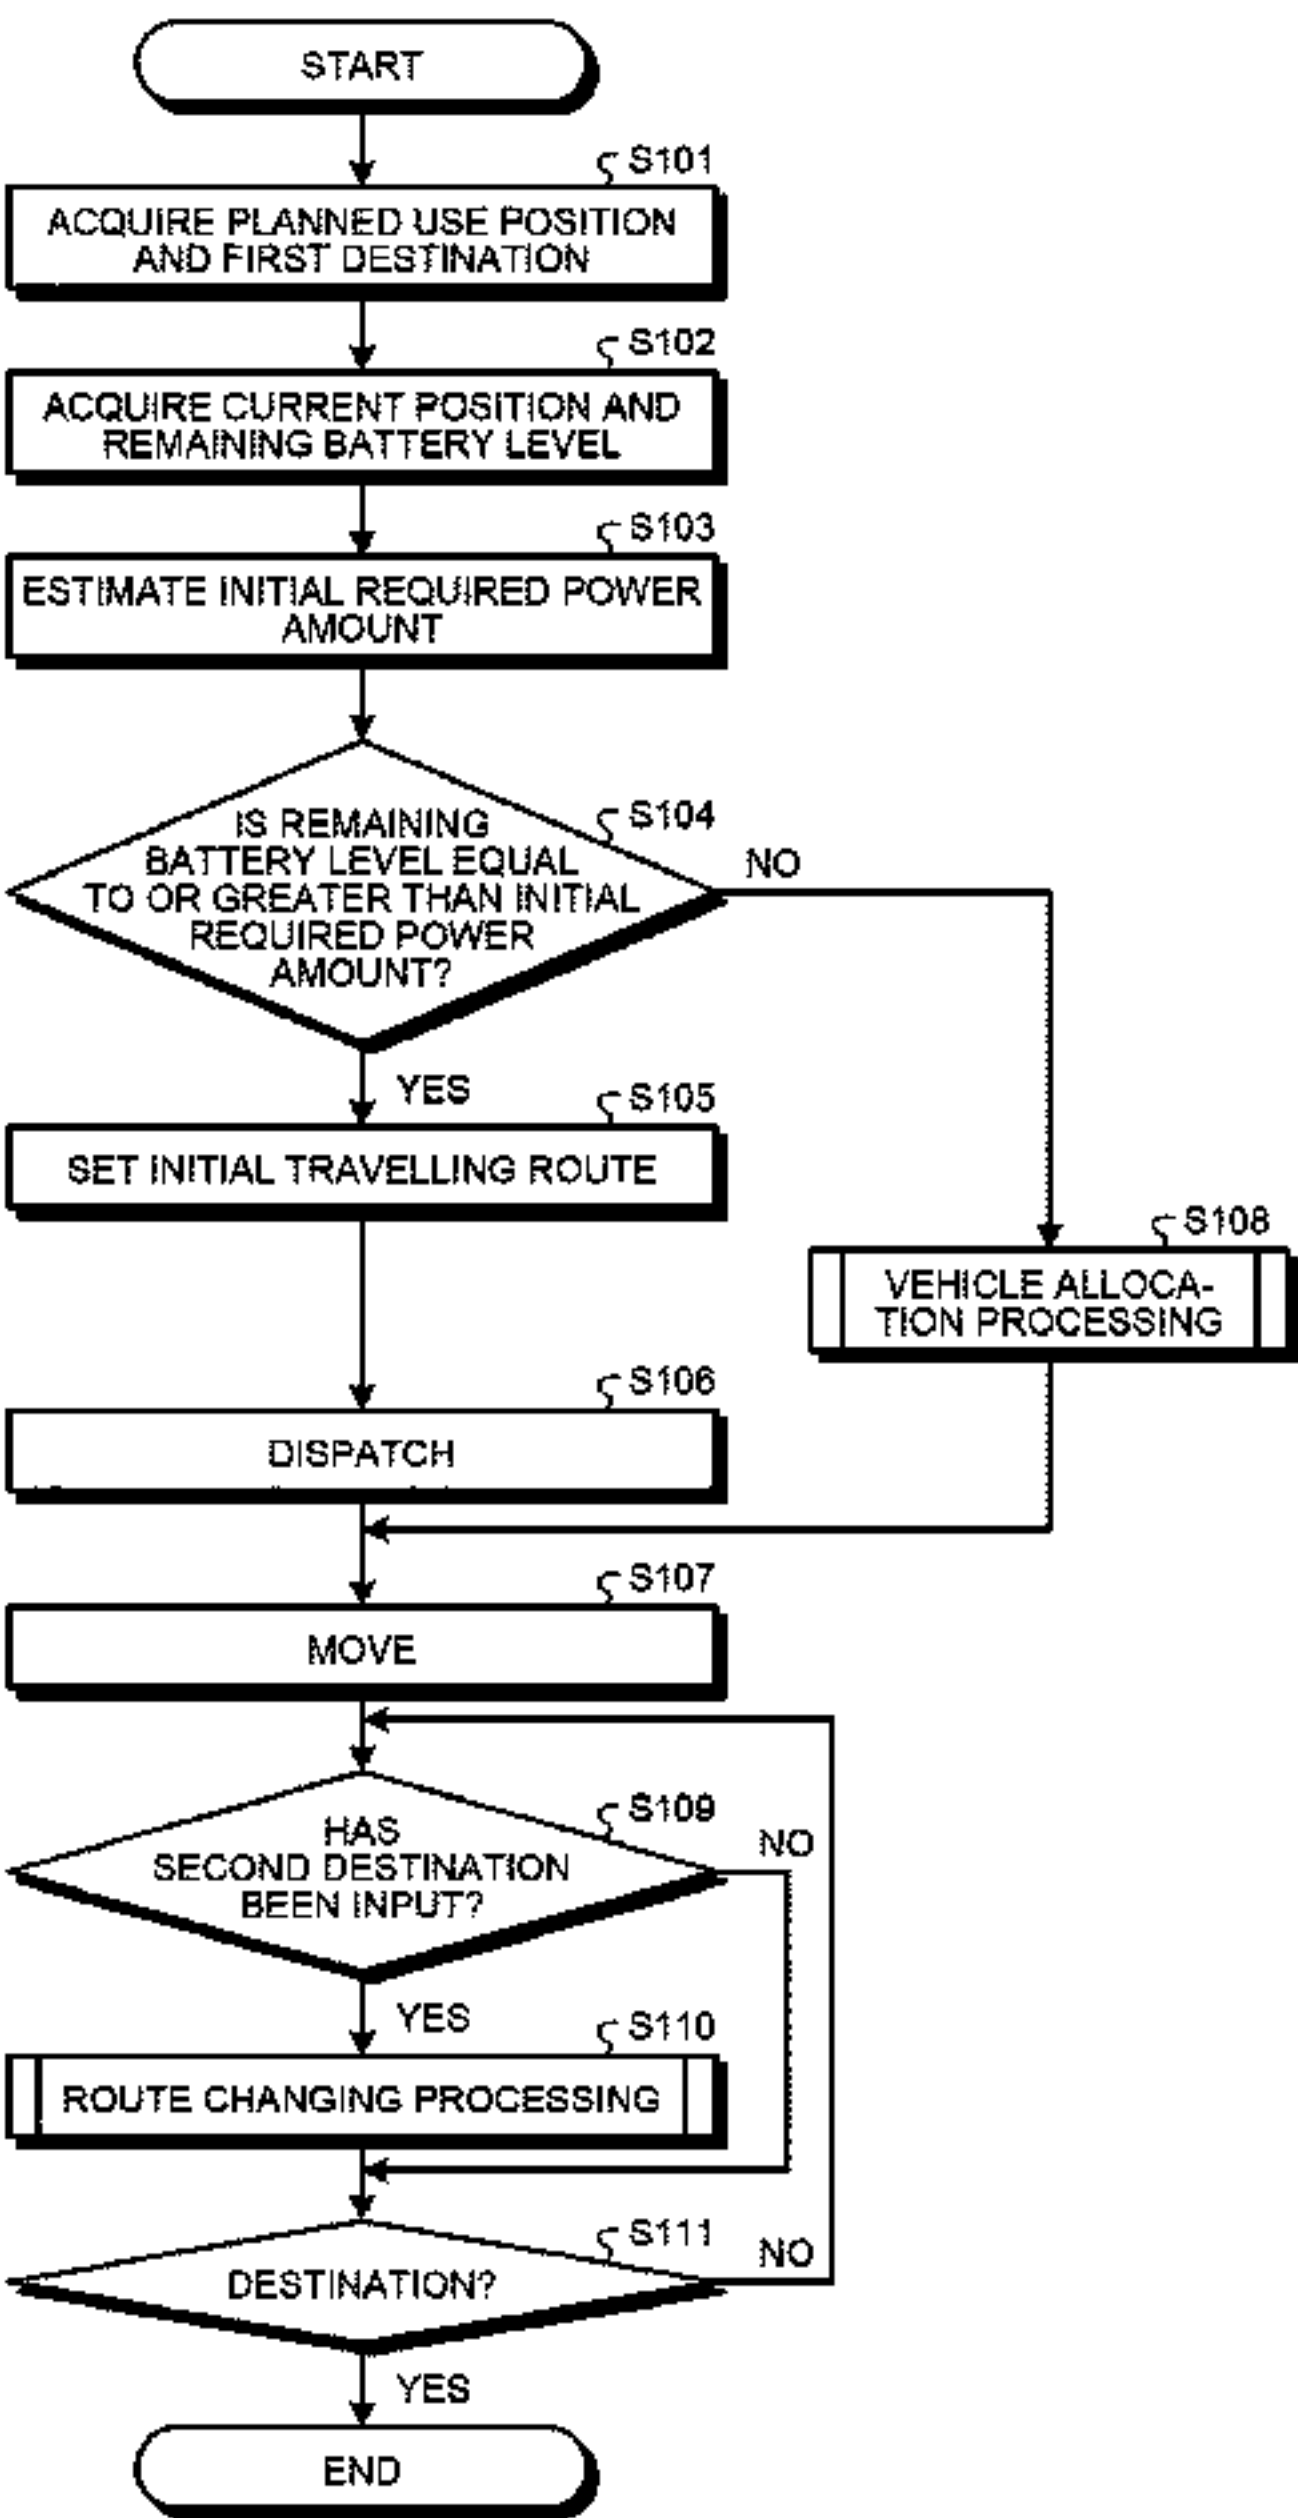 START
S101
ACQUIRE PLANNED USE POSITION
AND FIRST DESTINATION
S102
ACQUIRE CURRENT POSITION AND
REMAINING BATTERY LEVEL
S103
ESTIMATE INITIAL REQUIRED POWER
AMOUNT
S104
IS REMAINING
BATTERY LEVEL EQUAL
TO OR GREATER THAN INITIAL
REQUIRED POWER
AMOUNT?
NO
YES
S105
SET INITIAL TRAVELLING ROUTE
S108
VEHICLE ALLOCA-
TION PROCESSING
S106
DISPATCH
S107
MOVE
S109
HAS
SECOND DESTINATION
BEEN INPUT?
NO
YES
S110
ROUTE CHANGING PROCESSING
S111
DESTINATION?
NO
YES
END